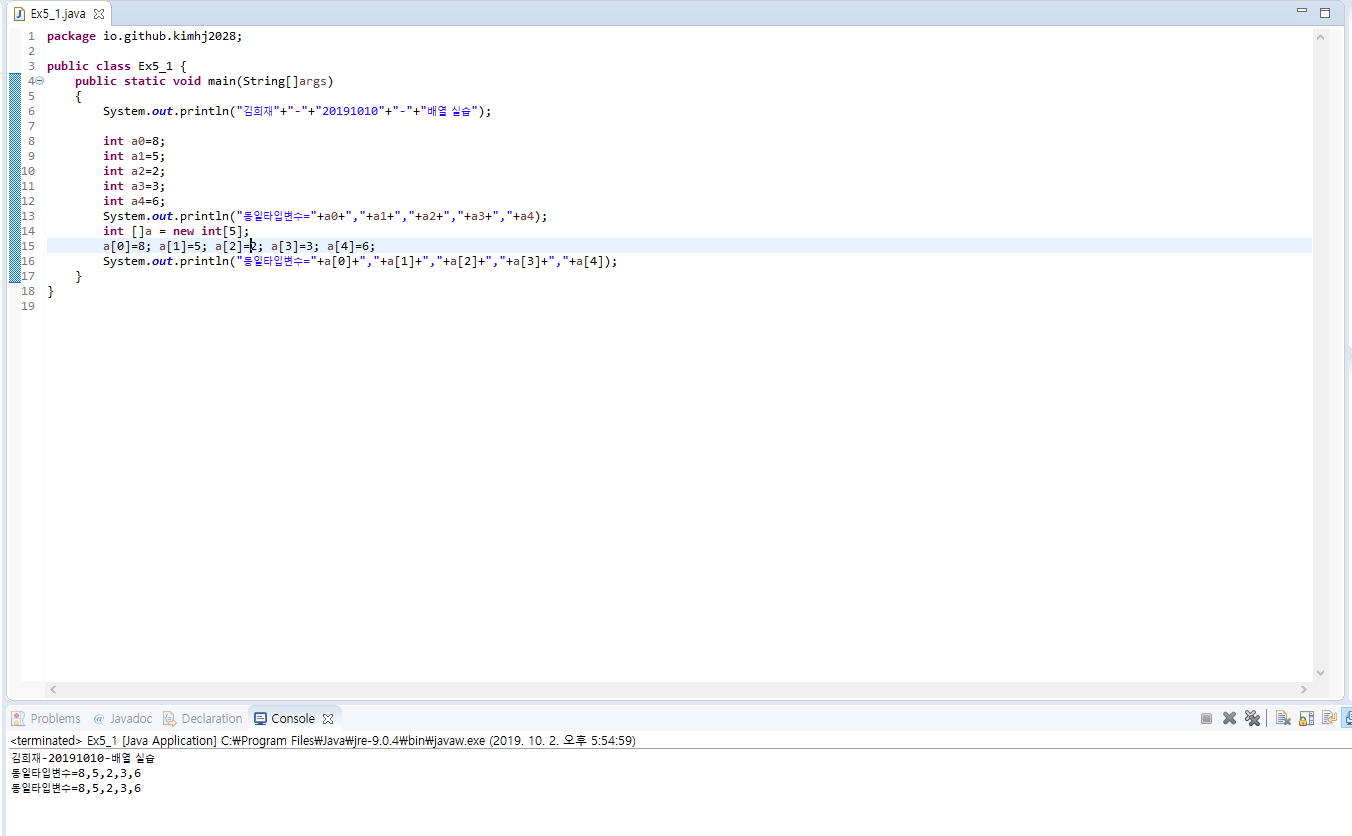 Ex5_1.java
1 package io.github.kimhj2028;
2
3 public class Ex5_1 {
4 public static void main(String[]args)
5 {
6 System.out.println("김희재"+"-"+"20191010"+"-"+"배열 실습");
7
8 int a0=8;
9 int a1=5;
10 int a2=2;
11 int a3=3;
12 int a4=6;
13 System.out.println("동일타입변수="+a0+","+a1+","+a2+","+a3+","+a4);
14 int []a = new int[5];
15 a[0]=8; a[1]=5; a[2]=2; a[3]=3; a[4]=6;
16 System.out.println("동일타입변수="+a[0]+","+a[1]+","+a[2]+","+a[3]+","+a[4]);
17 }
18 }
19
Problems @ Javadoc Declaration Console
<terminated> Ex5_1 [Java Application] C:₩Program Files₩Java₩jre-9.0.4₩bin₩javaw.exe (2019. 10. 2. 오후 5:54:59)
김희재-20191010-배열 실습
동일타입변수=8,5,2,3,6
동일타입변수=8,5,2,3,6